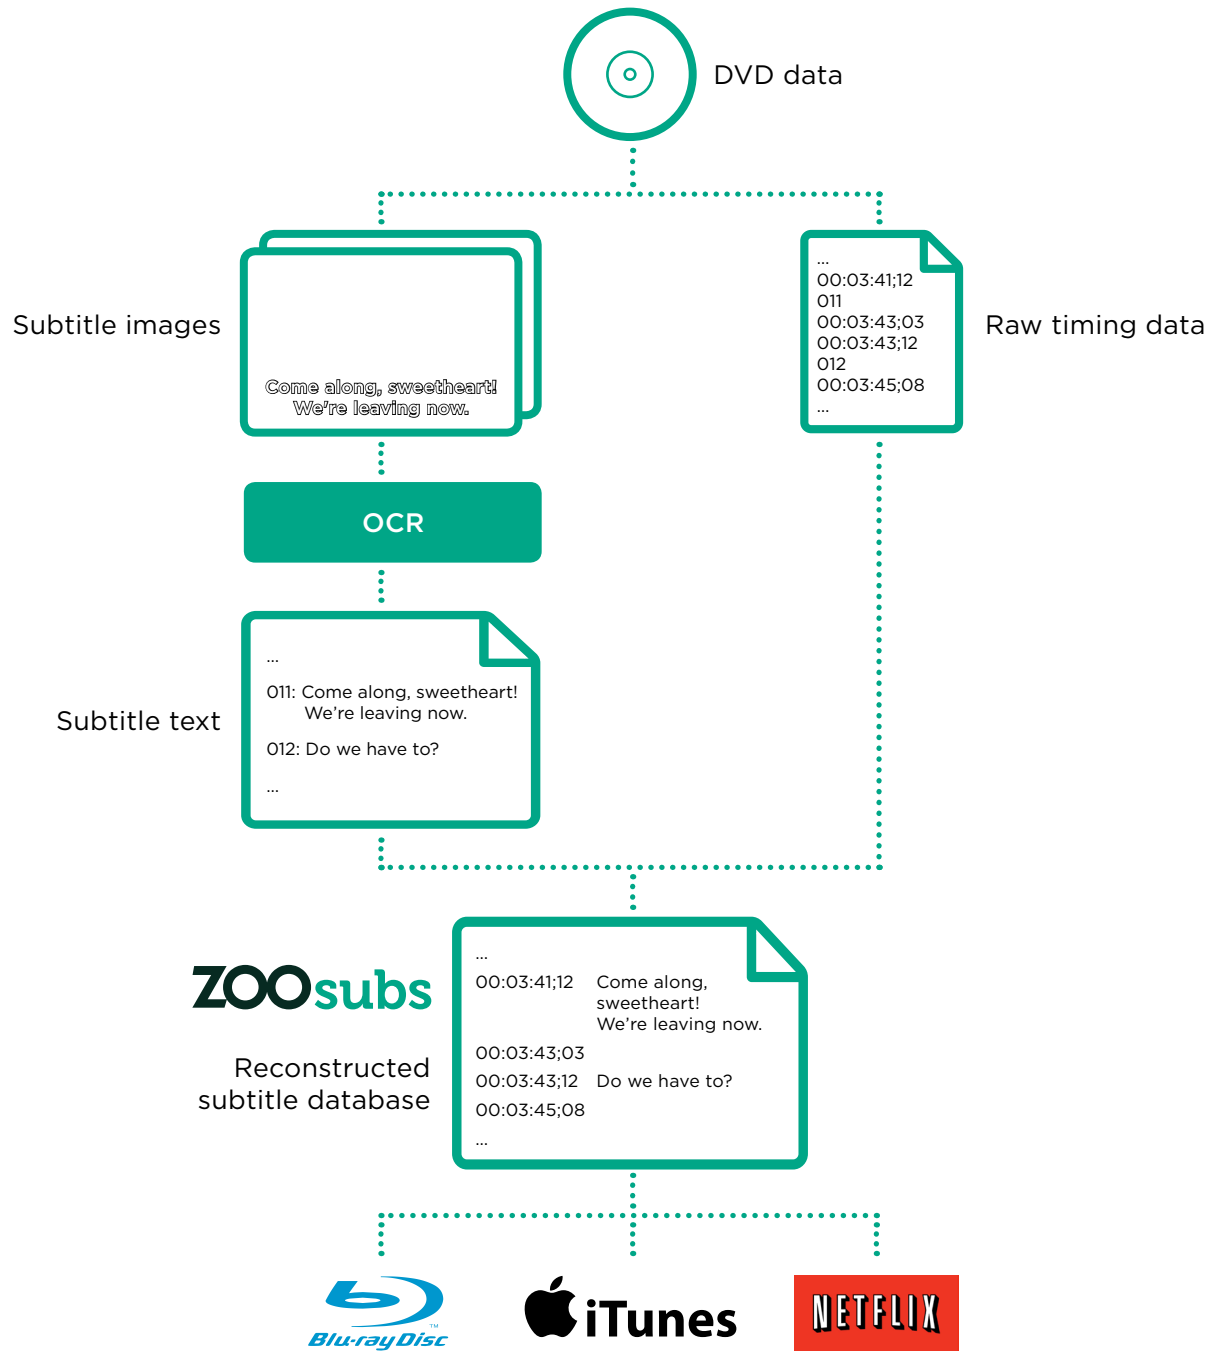 DVD data
Subtitle images
Come along, sweetheart!
We're leaving now.
...
00:03:41;12
011
00:03:43;03
00:03:43;12
012
00:03:45;08
...
Raw timing data
OCR
Subtitle text
...
011: Come along, sweetheart!
We're leaving now.
012: Do we have to?
...
ZOOsubs
Reconstructed
subtitle database
...
00:03:41;12 Come along,
sweetheart!
We're leaving now.
00:03:43;03
00:03:43;12 Do we have to?
00:03:45;08
...
Blu-ray Disc™
iTunes
NETFLIX